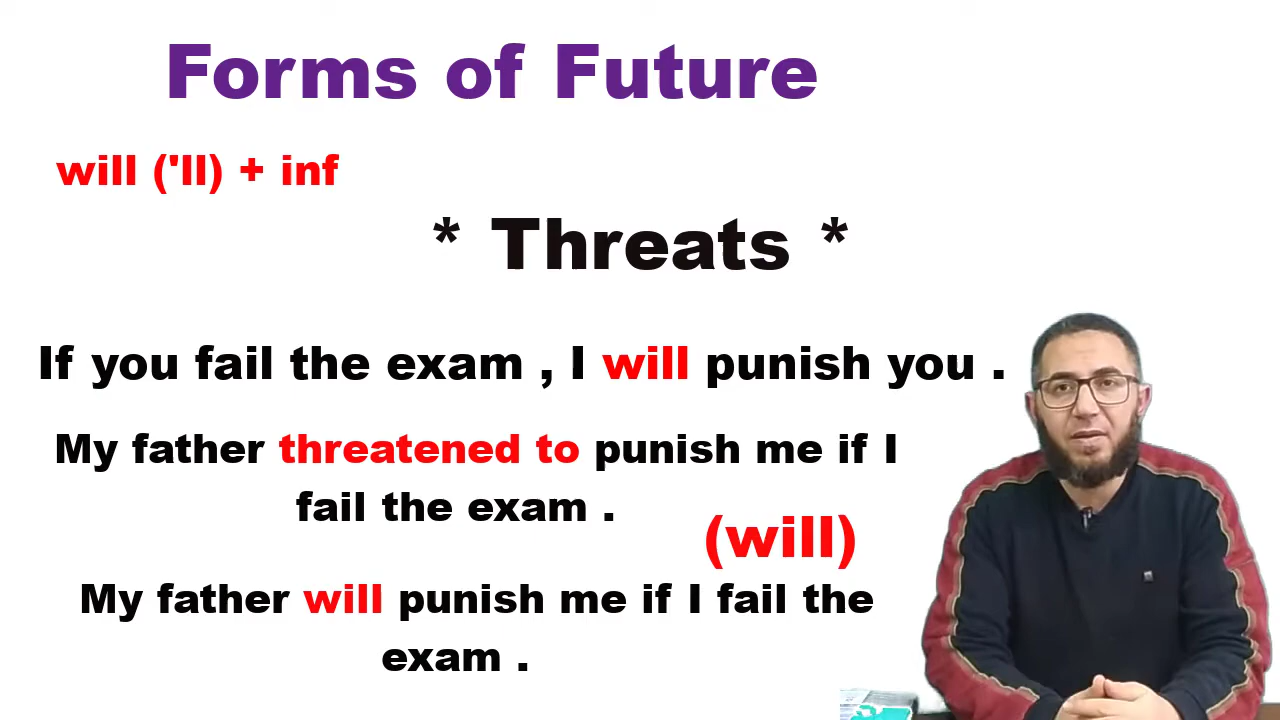 Forms of Future
will ('ll) + inf
* Threats *
If you fail the exam , I will punish you .
My father threatened to punish me if I
fail the exam .
(will)
My father will punish me if I fail the
exam .